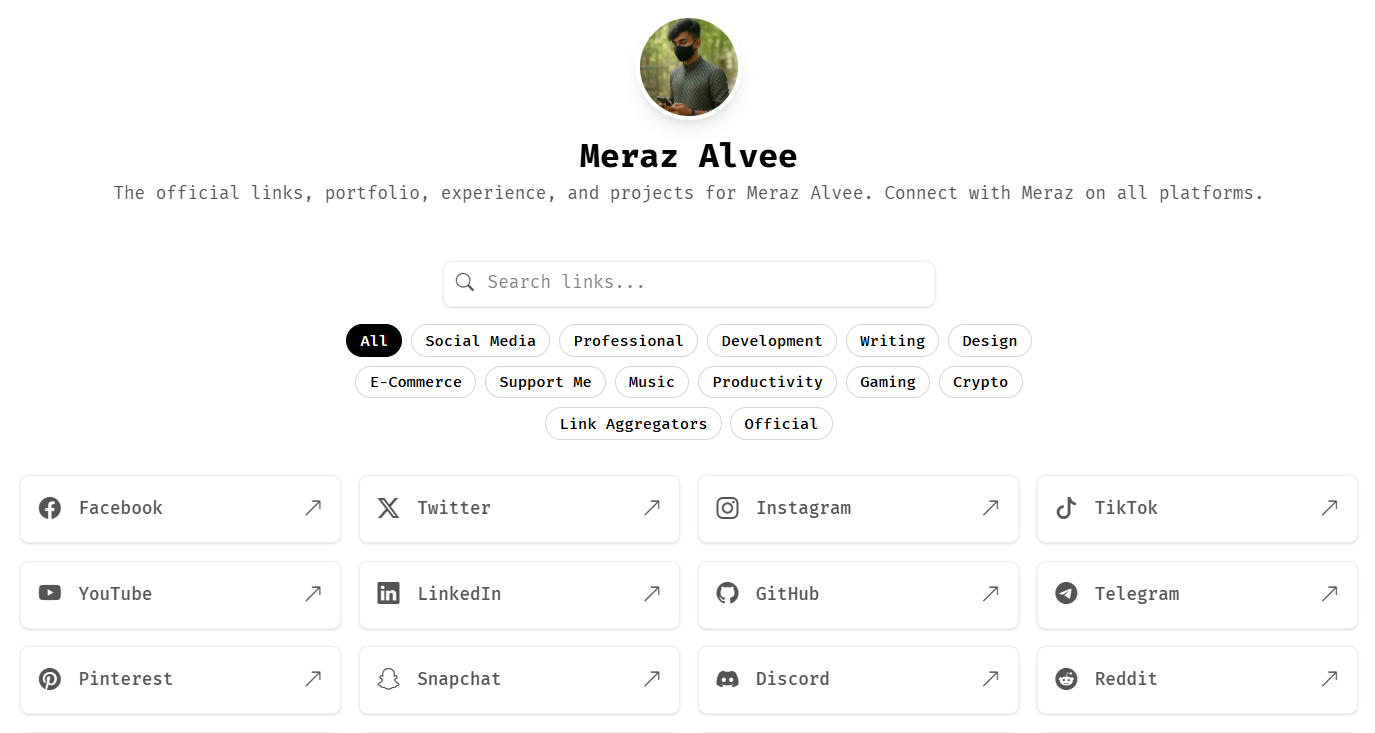 Meraz Alvee
The official links, portfolio, experience, and projects for Meraz Alvee. Connect with Meraz on all platforms.
Search links...
All Social Media Professional Development Writing Design
E-Commerce Support Me Music Productivity Gaming Crypto
Link Aggregators Official
Facebook Twitter Instagram TikTok
YouTube LinkedIn GitHub Telegram
Pinterest Snapchat Discord Reddit